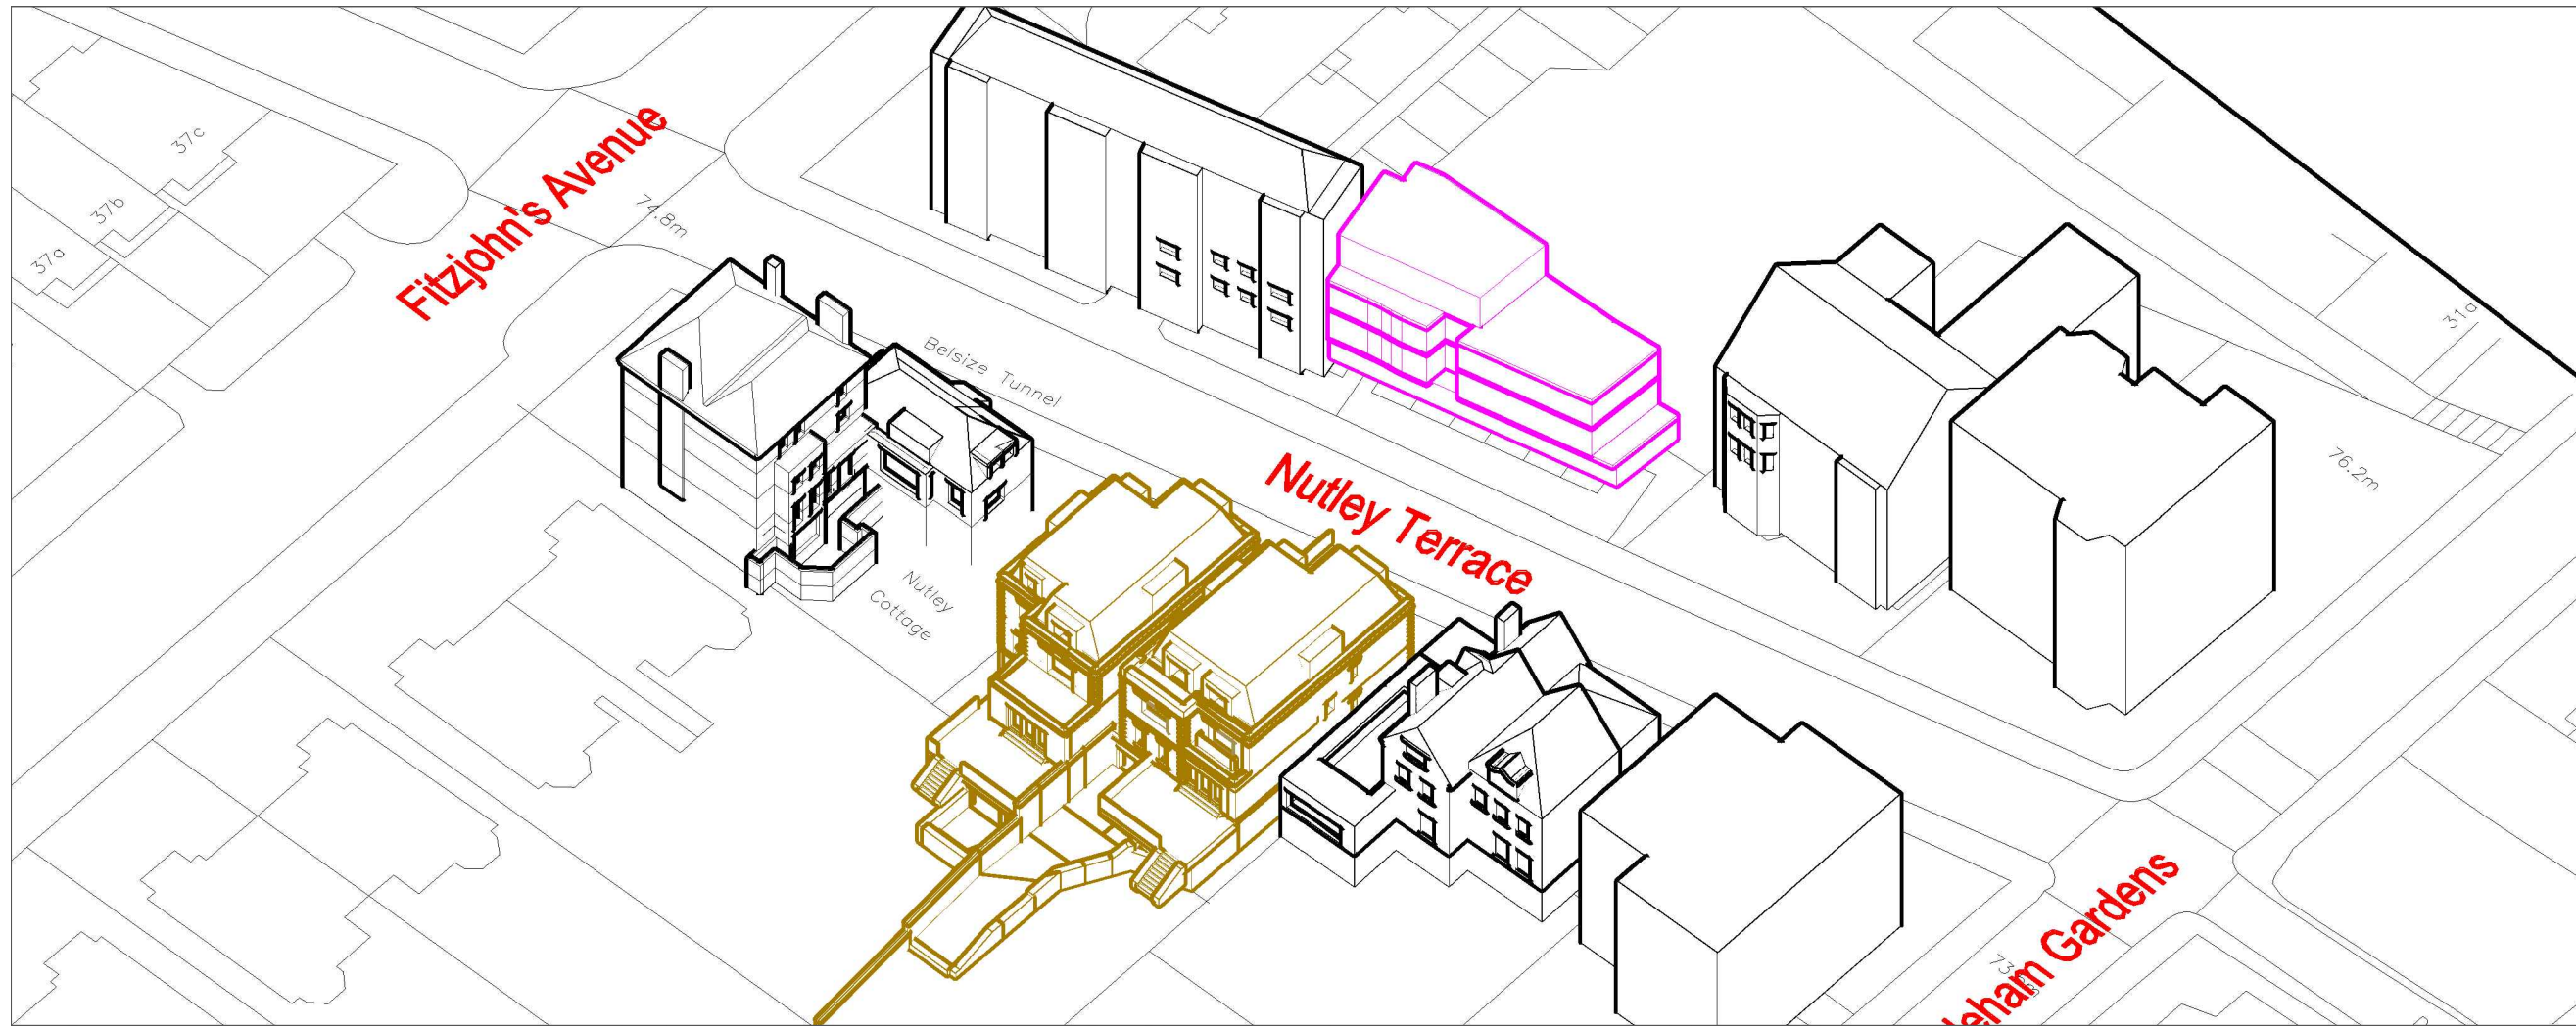 37c
37b
37a
Fitzjohn's Avenue
74.8m
Belsize Tunnel
Nutley
Cottage
Nutley Terrace
31a
76.2m
Gardens